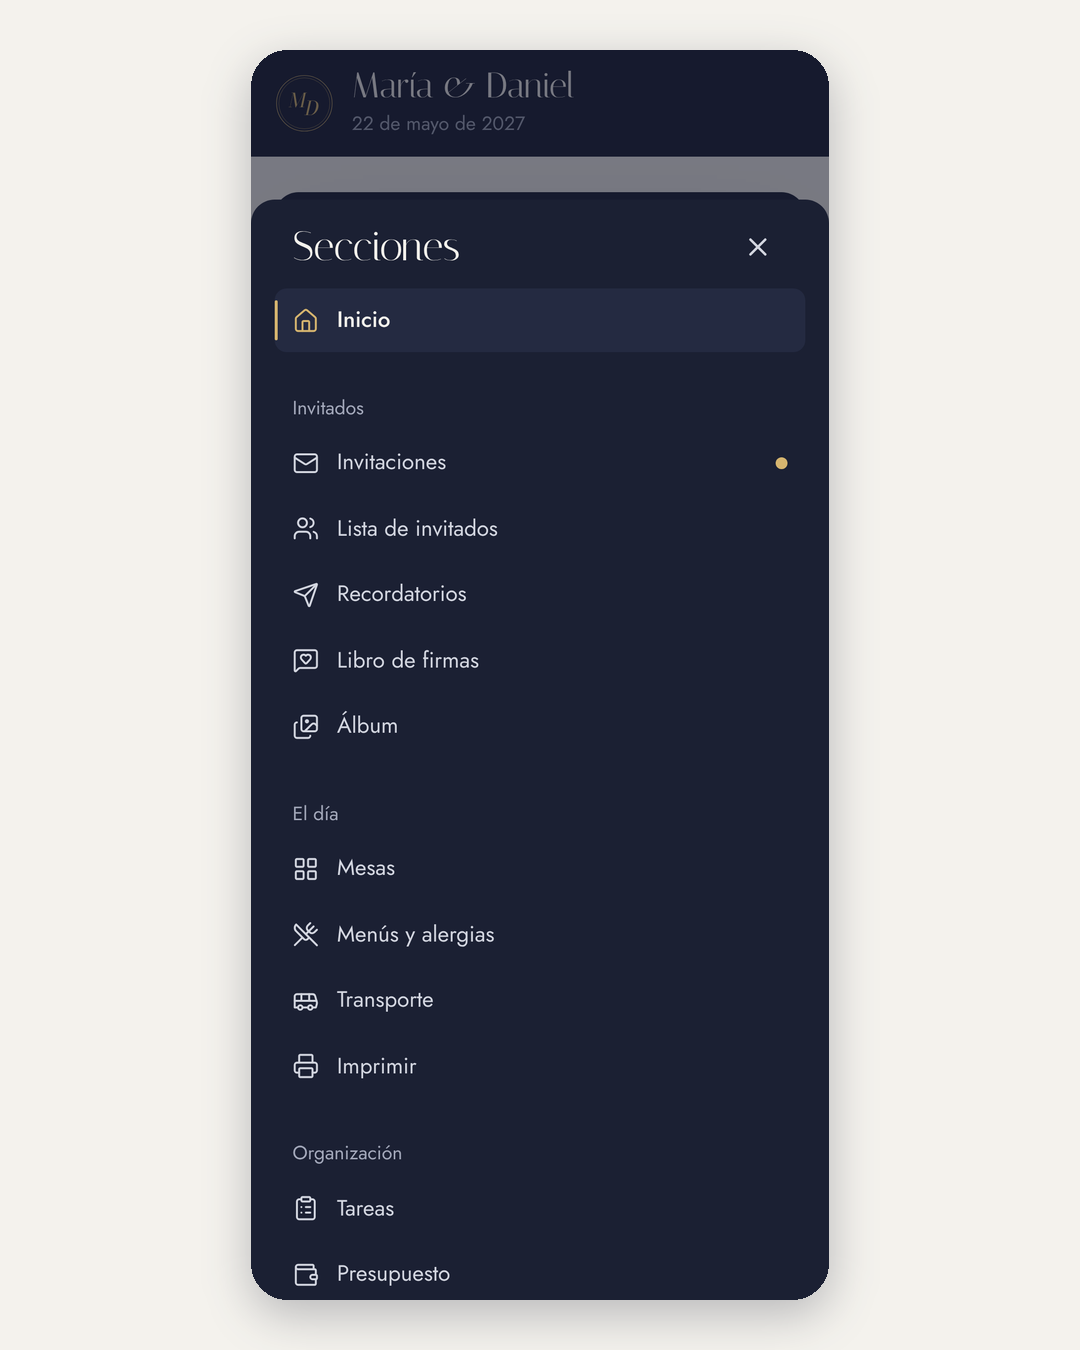 MD
María & Daniel
22 de mayo de 2027
Secciones
Inicio
Invitados
Invitaciones
Lista de invitados
Recordatorios
Libro de firmas
Álbum
El día
Mesas
Menús y alergias
Transporte
Imprimir
Organización
Tareas
Presupuesto